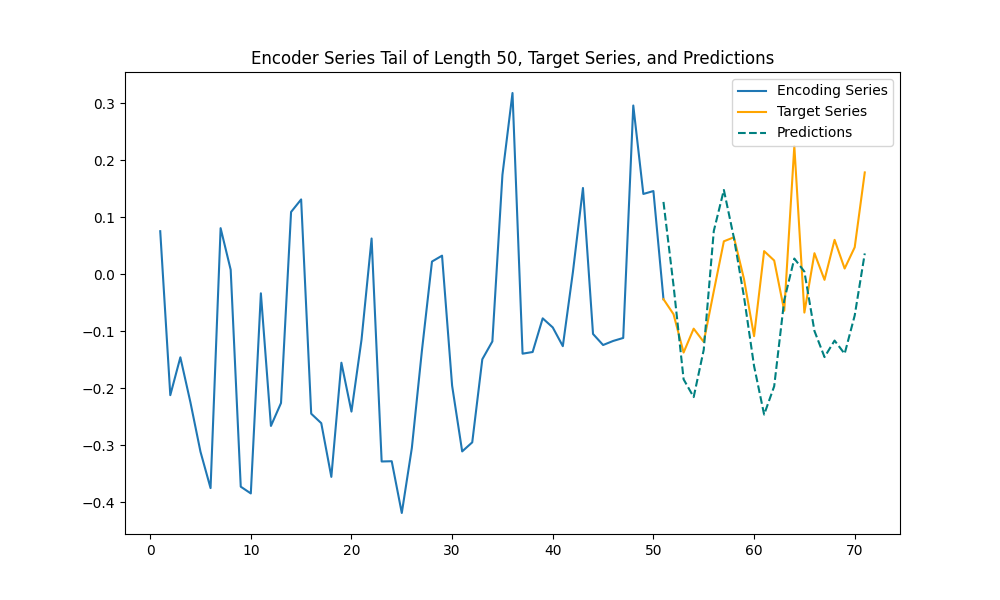 Encoder Series Tail of Length 50, Target Series, and Predictions
Encoding Series
Target Series
Predictions
0.3
0.2
0.1
0.0
−0.1
−0.2
−0.3
−0.4
0 10 20 30 40 50 60 70